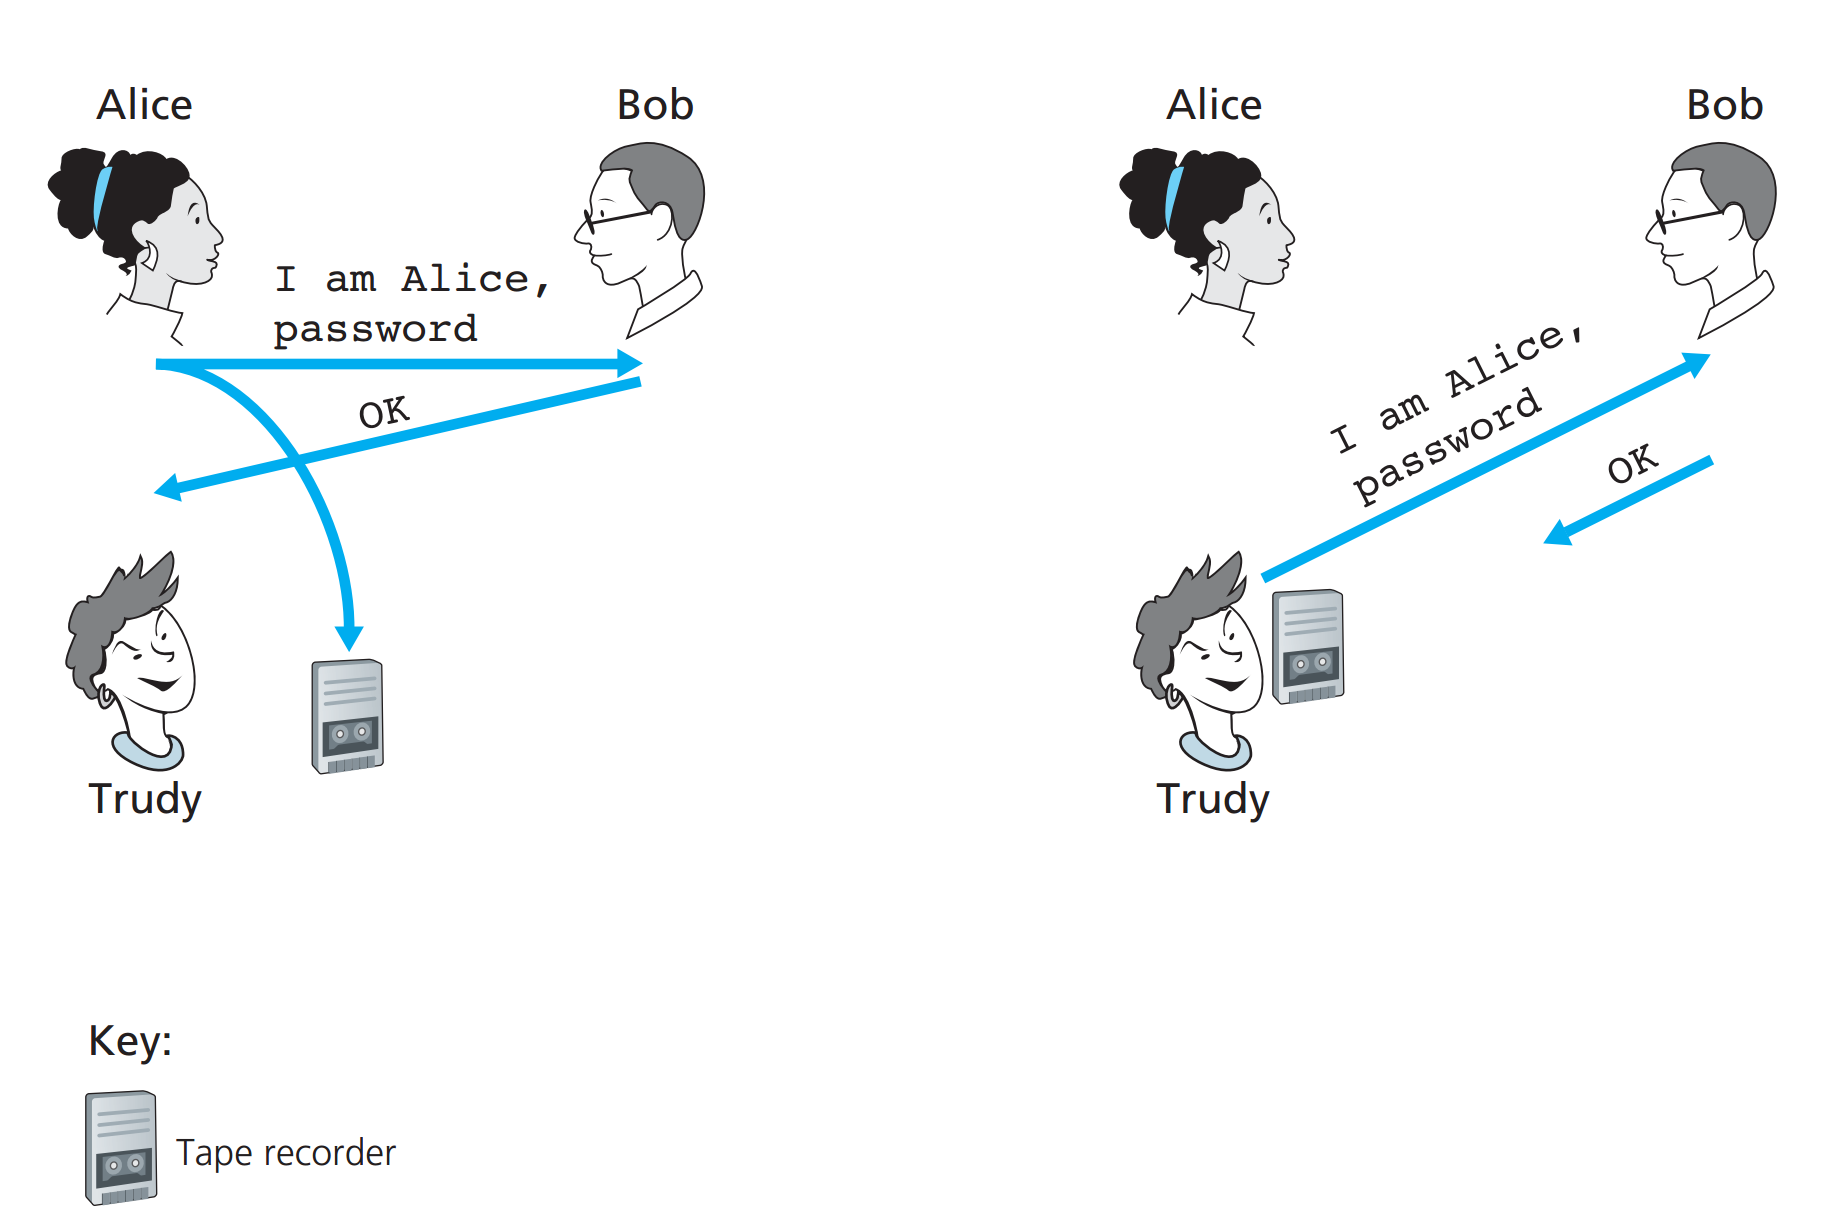 Alice
Bob
I am Alice,
password
OK
Trudy
Alice
Bob
I am Alice,
password
OK
Trudy
Key:
Tape recorder